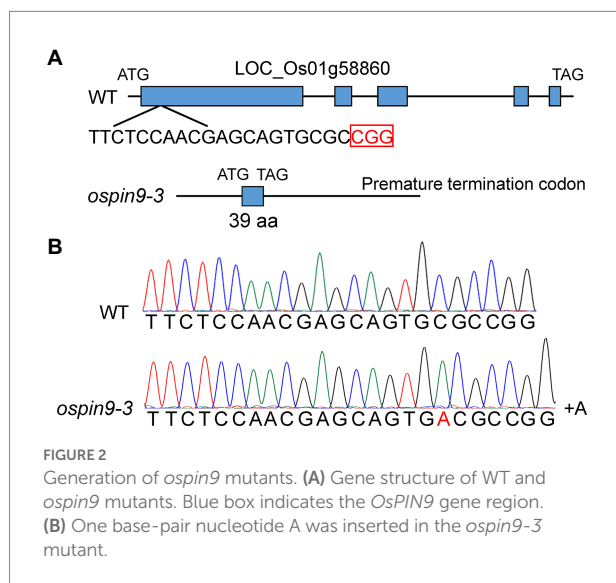 A
LOC_Os01g58860
ATG
TAG
WT
TTCTCCAACGAGCAGTGCGCCGG
ATG TAG
Premature termination codon
ospin9-3
39 aa
B
WT
TTCTCCAACGAGCAGTGCGCCGG
ospin9-3
+A
TTCTCCAACGAGCAGTGACGCCGG
FIGURE 2
Generation of ospin9 mutants. (A) Gene structure of WT and
ospin9 mutants. Blue box indicates the OsPIN9 gene region.
(B) One base-pair nucleotide A was inserted in the ospin9-3
mutant.